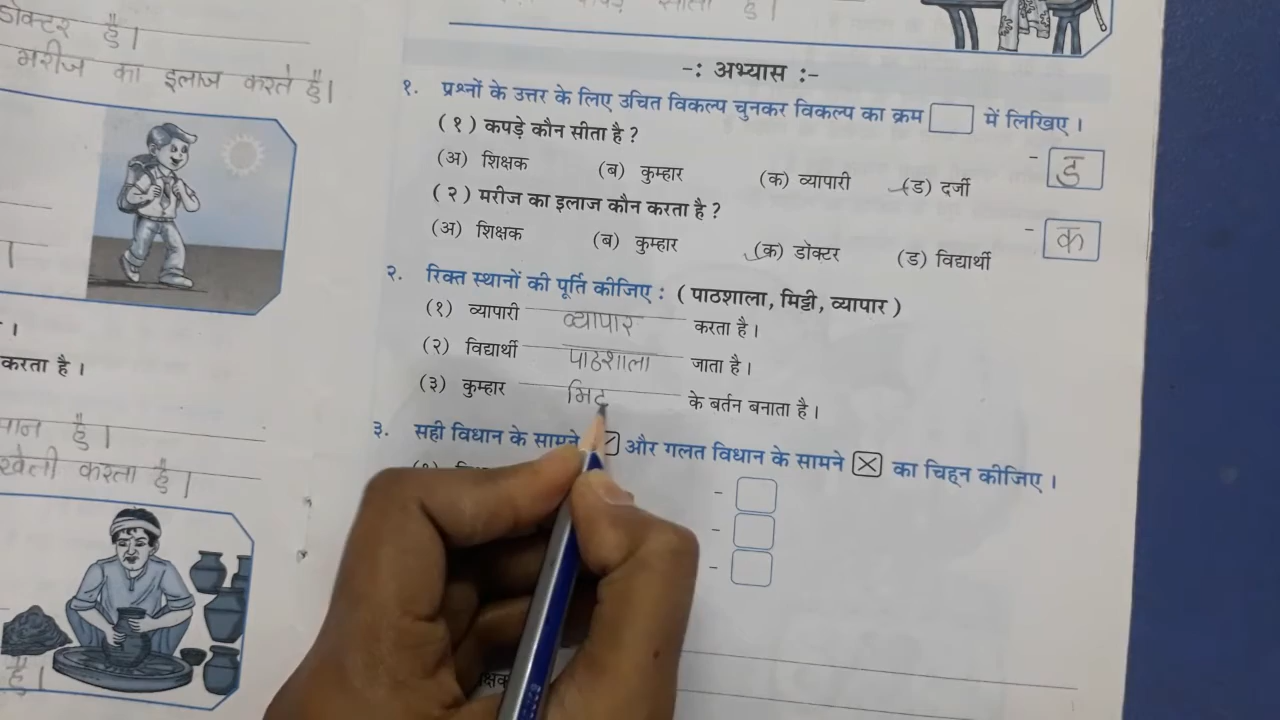 डॉक्टर है।
मरीज का इलाज करते है।
करता है।
है।
खेती करता है।
है।
-: अभ्यास :-
१. प्रश्नों के उत्तर के लिए उचित विकल्प चुनकर विकल्प का क्रम में लिखिए।
(१) कपड़े कौन सीता है?
(अ) शिक्षक (ब) कुम्हार (क) व्यापारी (ड) दर्जी - ड
(२) मरीज का इलाज कौन करता है?
(अ) शिक्षक (ब) कुम्हार (क) डॉक्टर (ड) विद्यार्थी - क
२. रिक्त स्थानों की पूर्ति कीजिए : (पाठशाला, मिट्टी, व्यापार)
(१) व्यापारी व्यापार करता है।
(२) विद्यार्थी पाठशाला जाता है।
(३) कुम्हार मिट के बर्तन बनाता है।
३. सही विधान के सामने और गलत विधान के सामने का चिह्न कीजिए।